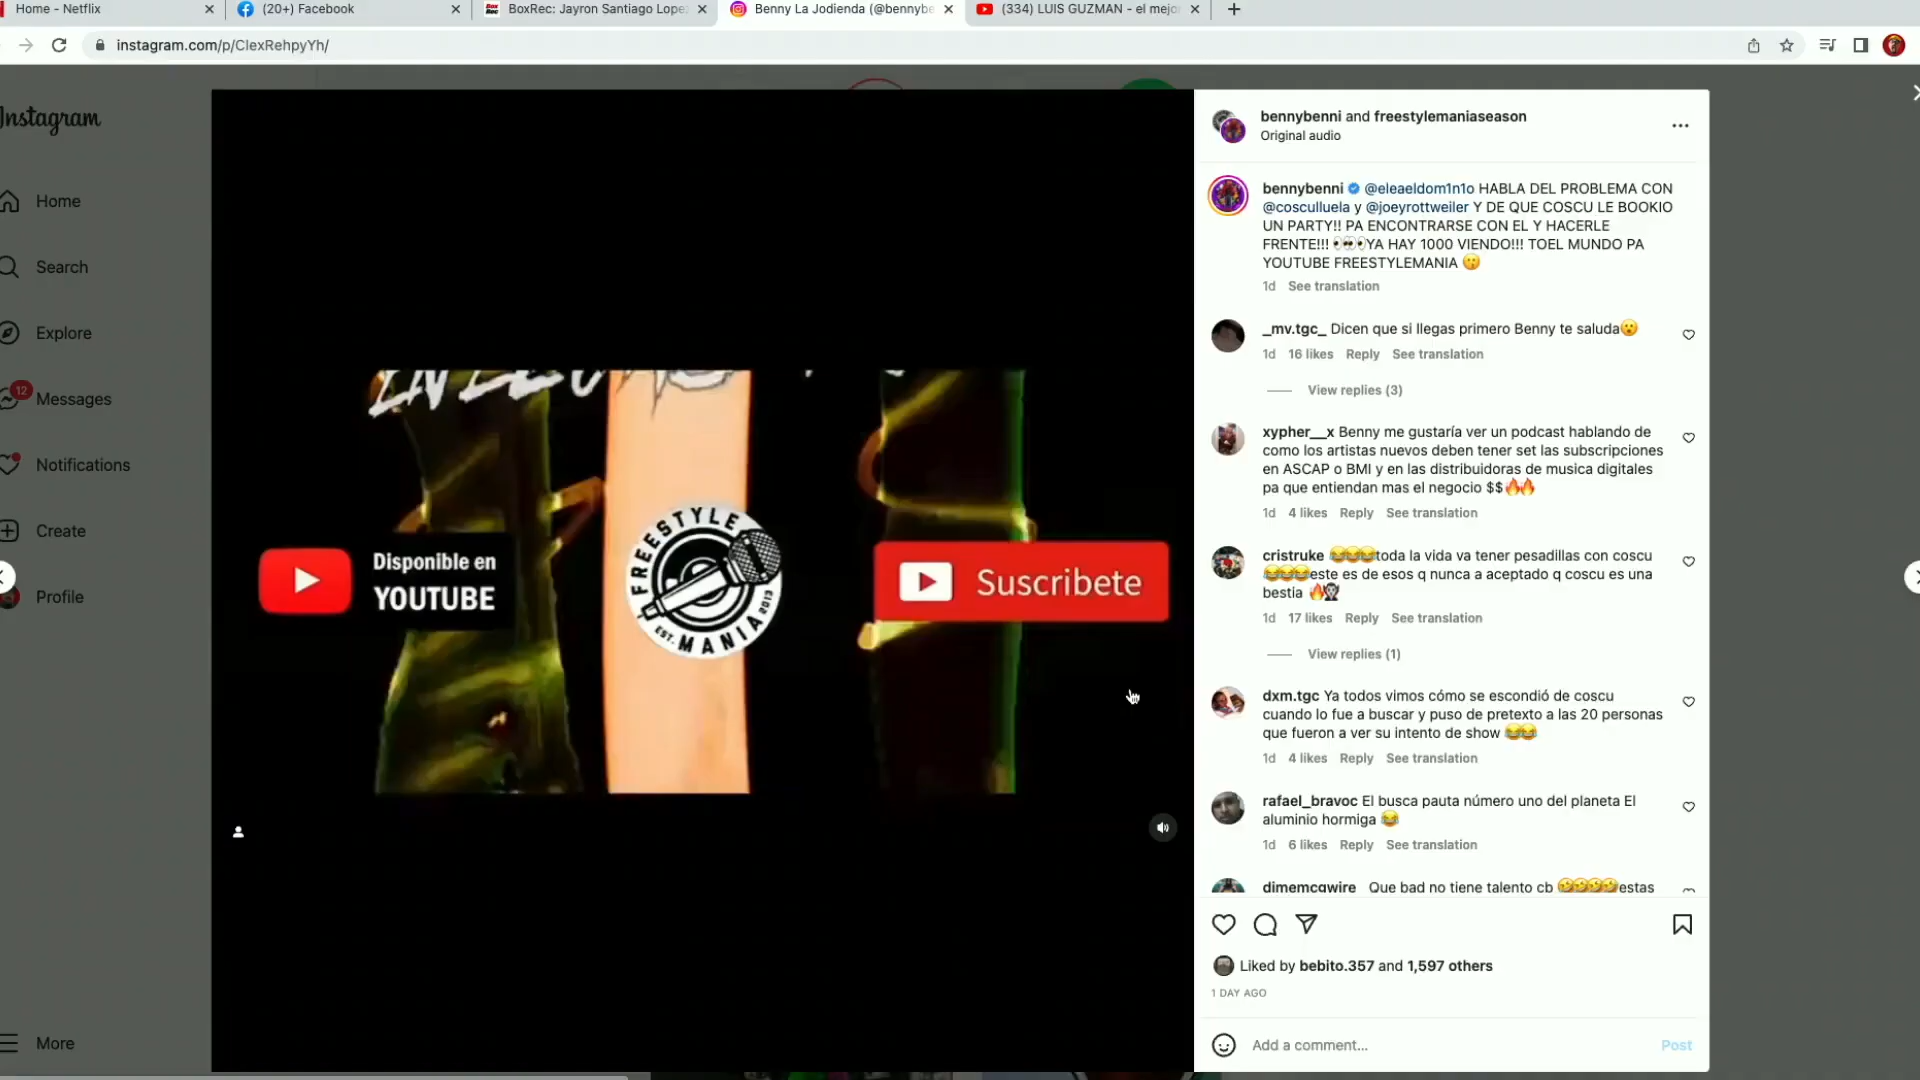 Home - Netflix
(20+) Facebook
BoxRec: Jayron Santiago Lope
Benny La Jodienda (@bennybe
(334) LUIS GUZMAN - el mejo
instagram.com/p/ClexRehpyYh/
Instagram
Home
Search
Explore
12
Messages
Notifications
Create
Profile
More
Disponible en
YOUTUBE
FREESTYLE
EST. MANIA 2013
Suscribete
bennybenni and freestylemaniaseason
Original audio
bennybenni @eleaeldom1n1o HABLA DEL PROBLEMA CON
@cosculluela y @joeyrottweiler Y DE QUE COSCU LE BOOKIO
UN PARTY!! PA ENCONTRARSE CON EL Y HACERLE
FRENTE!!! 👀👀YA HAY 1000 VIENDO!!! TOEL MUNDO PA
YOUTUBE FREESTYLEMANIA 😗
1d See translation
_mv.tgc_ Dicen que si llegas primero Benny te saluda😮
1d 16 likes Reply See translation
View replies (3)
xypher__x Benny me gustaría ver un podcast hablando de
como los artistas nuevos deben tener set las subscripciones
en ASCAP o BMI y en las distribuidoras de musica digitales
pa que entiendan mas el negocio $$🔥🔥
1d 4 likes Reply See translation
cristruke 😂😂😂toda la vida va tener pesadillas con coscu
😂😂😂este es de esos q nunca a aceptado q coscu es una
bestia 🔥
1d 17 likes Reply See translation
View replies (1)
dxm.tgc Ya todos vimos cómo se escondió de coscu
cuando lo fue a buscar y puso de pretexto a las 20 personas
que fueron a ver su intento de show 😂😂
1d 4 likes Reply See translation
rafael_bravoc El busca pauta número uno del planeta El
aluminio hormiga 😂
1d 6 likes Reply See translation
dimemcgwire Que bad no tiene talento cb 🤣🤣🤣🤣estas
Liked by bebito.357 and 1,597 others
1 DAY AGO
Add a comment...
Post